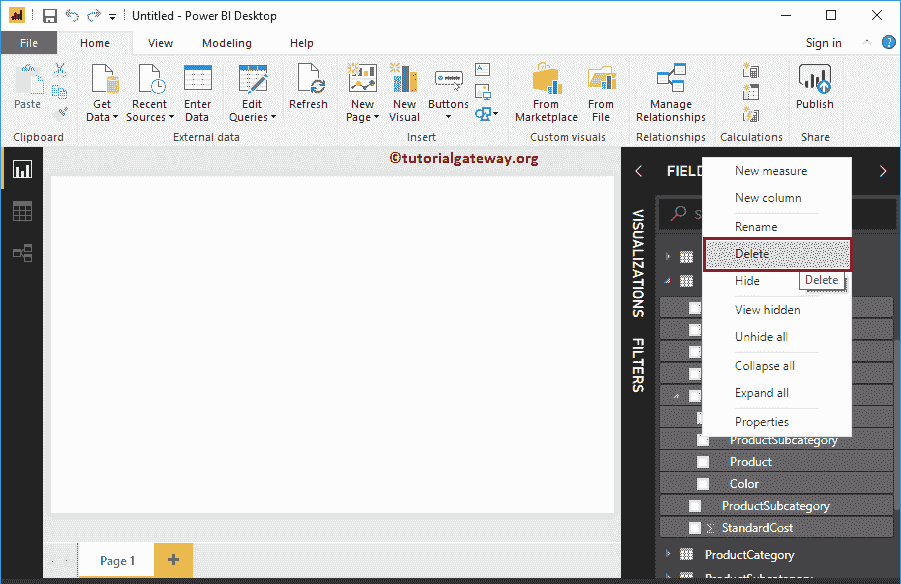 Untitled - Power BI Desktop
File Home View Modeling Help Sign in ?
Paste Get Data Recent Sources Enter Data Edit Queries Refresh New Page New Visual Buttons From Marketplace From File Manage Relationships Publish
Clipboard External data Insert Custom visuals Relationships Calculations Share
©tutorialgateway.org
VISUALIZATIONS
FILTERS
FIELD
S
New measure
New column
Rename
Delete
Hide
Delete
View hidden
Unhide all
Collapse all
Expand all
Properties
ProductSubcategory
Product
Color
ProductSubcategory
Σ StandardCost
ProductCategory
ProductSubcategory
Page 1 +